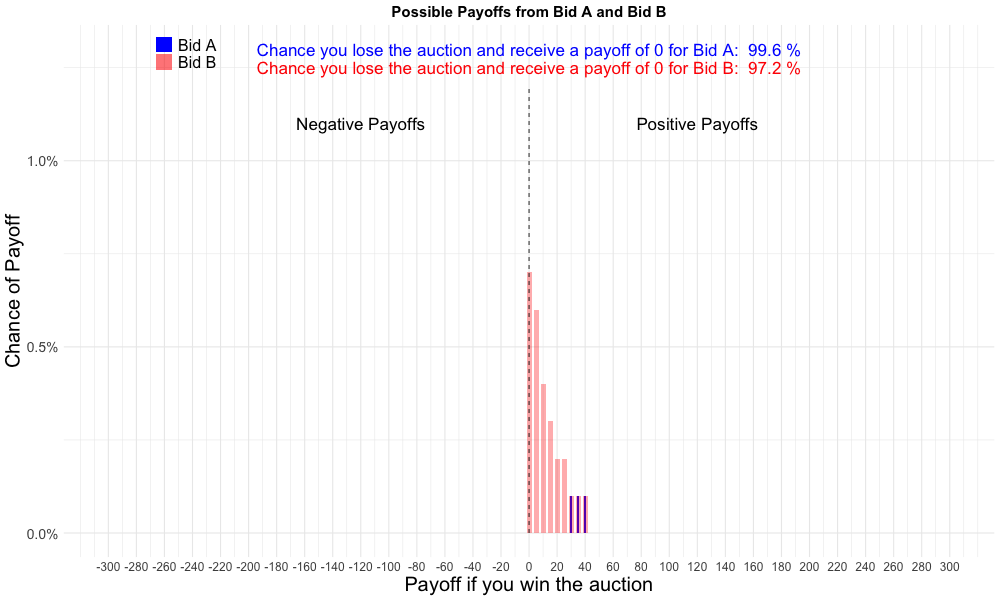 Possible Payoffs from Bid A and Bid B
Bid A
Bid B
Chance you lose the auction and receive a payoff of 0 for Bid A:  99.6 %
Chance you lose the auction and receive a payoff of 0 for Bid B:  97.2 %
Negative Payoffs
Positive Payoffs
Chance of Payoff
1.0%
0.5%
0.0%
-300 -280 -260 -240 -220 -200 -180 -160 -140 -120 -100 -80 -60 -40 -20 0 20 40 60 80 100 120 140 160 180 200 220 240 260 280 300
Payoff if you win the auction